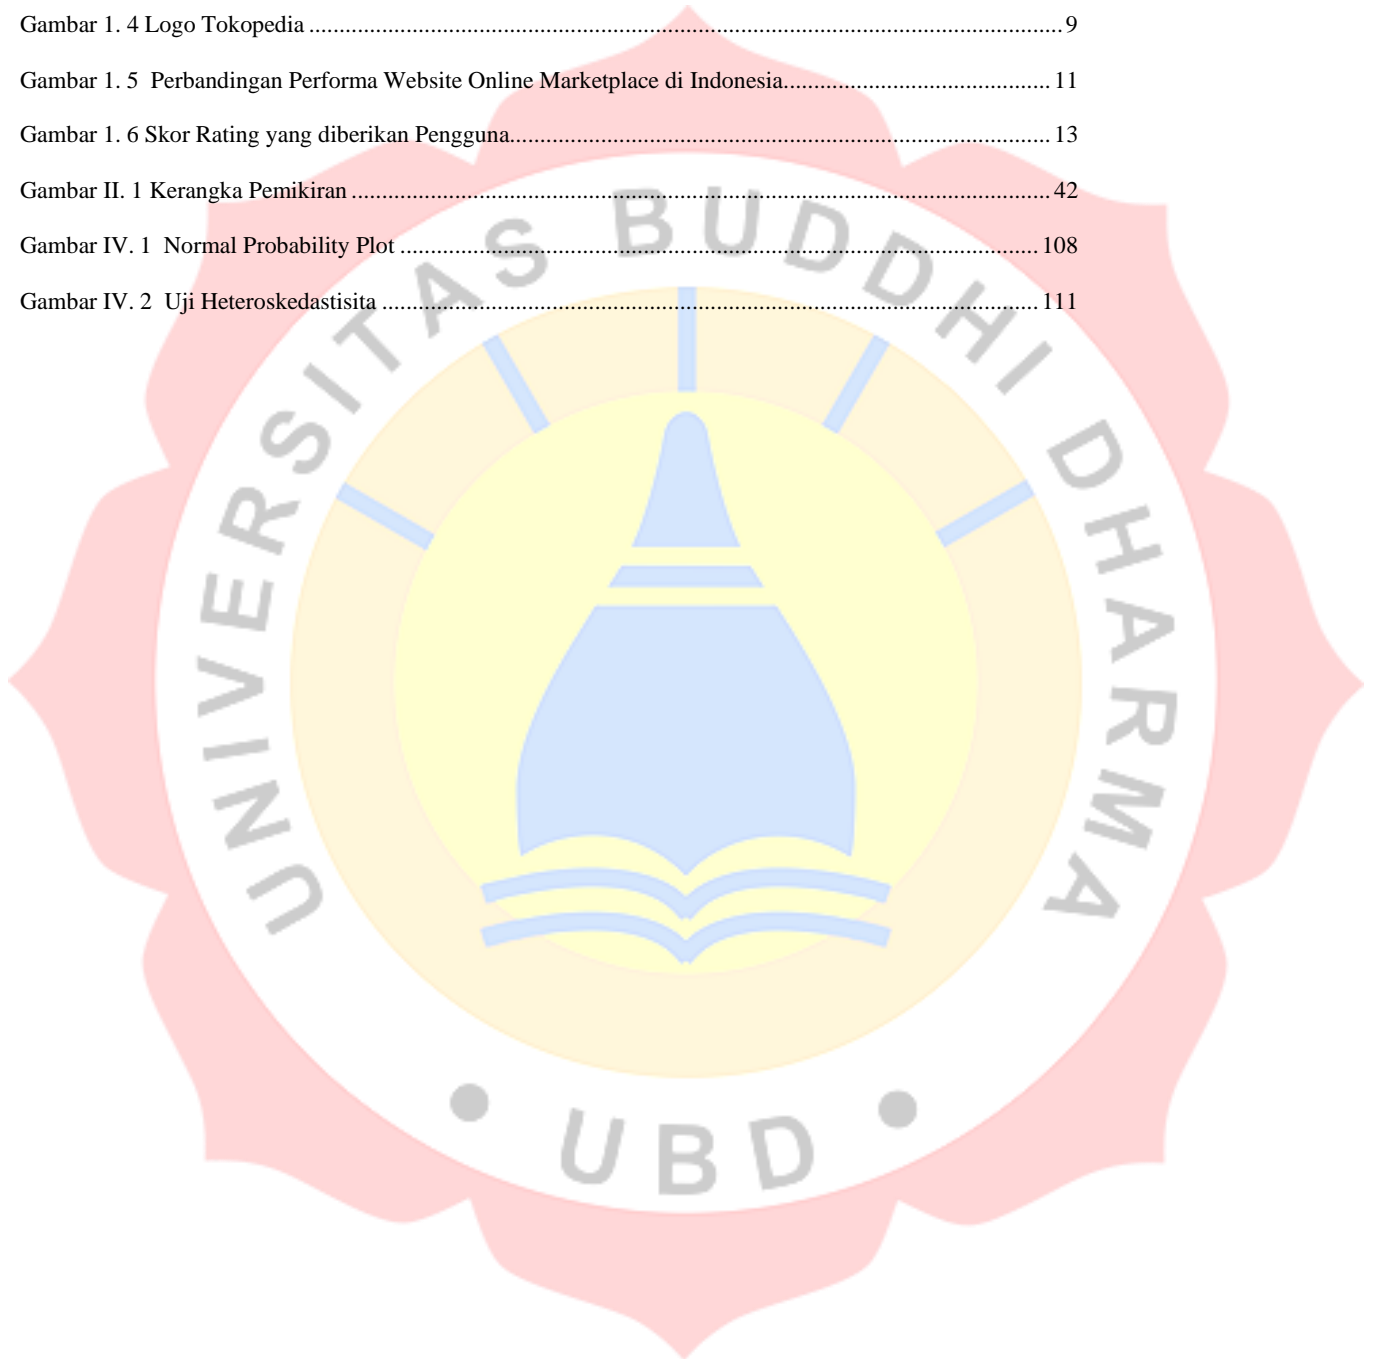 Gambar 1. 4 Logo Tokopedia ............................................................................................................................. 9
Gambar 1. 5  Perbandingan Performa Website Online Marketplace di Indonesia............................................ 11
Gambar 1. 6 Skor Rating yang diberikan Pengguna.......................................................................................... 13
Gambar II. 1 Kerangka Pemikiran .................................................................................................................... 42
Gambar IV. 1  Normal Probability Plot .......................................................................................................... 108
Gambar IV. 2  Uji Heteroskedastisita ............................................................................................................. 111
UNIVERSITAS BUDDHI DHARMA
• UBD •